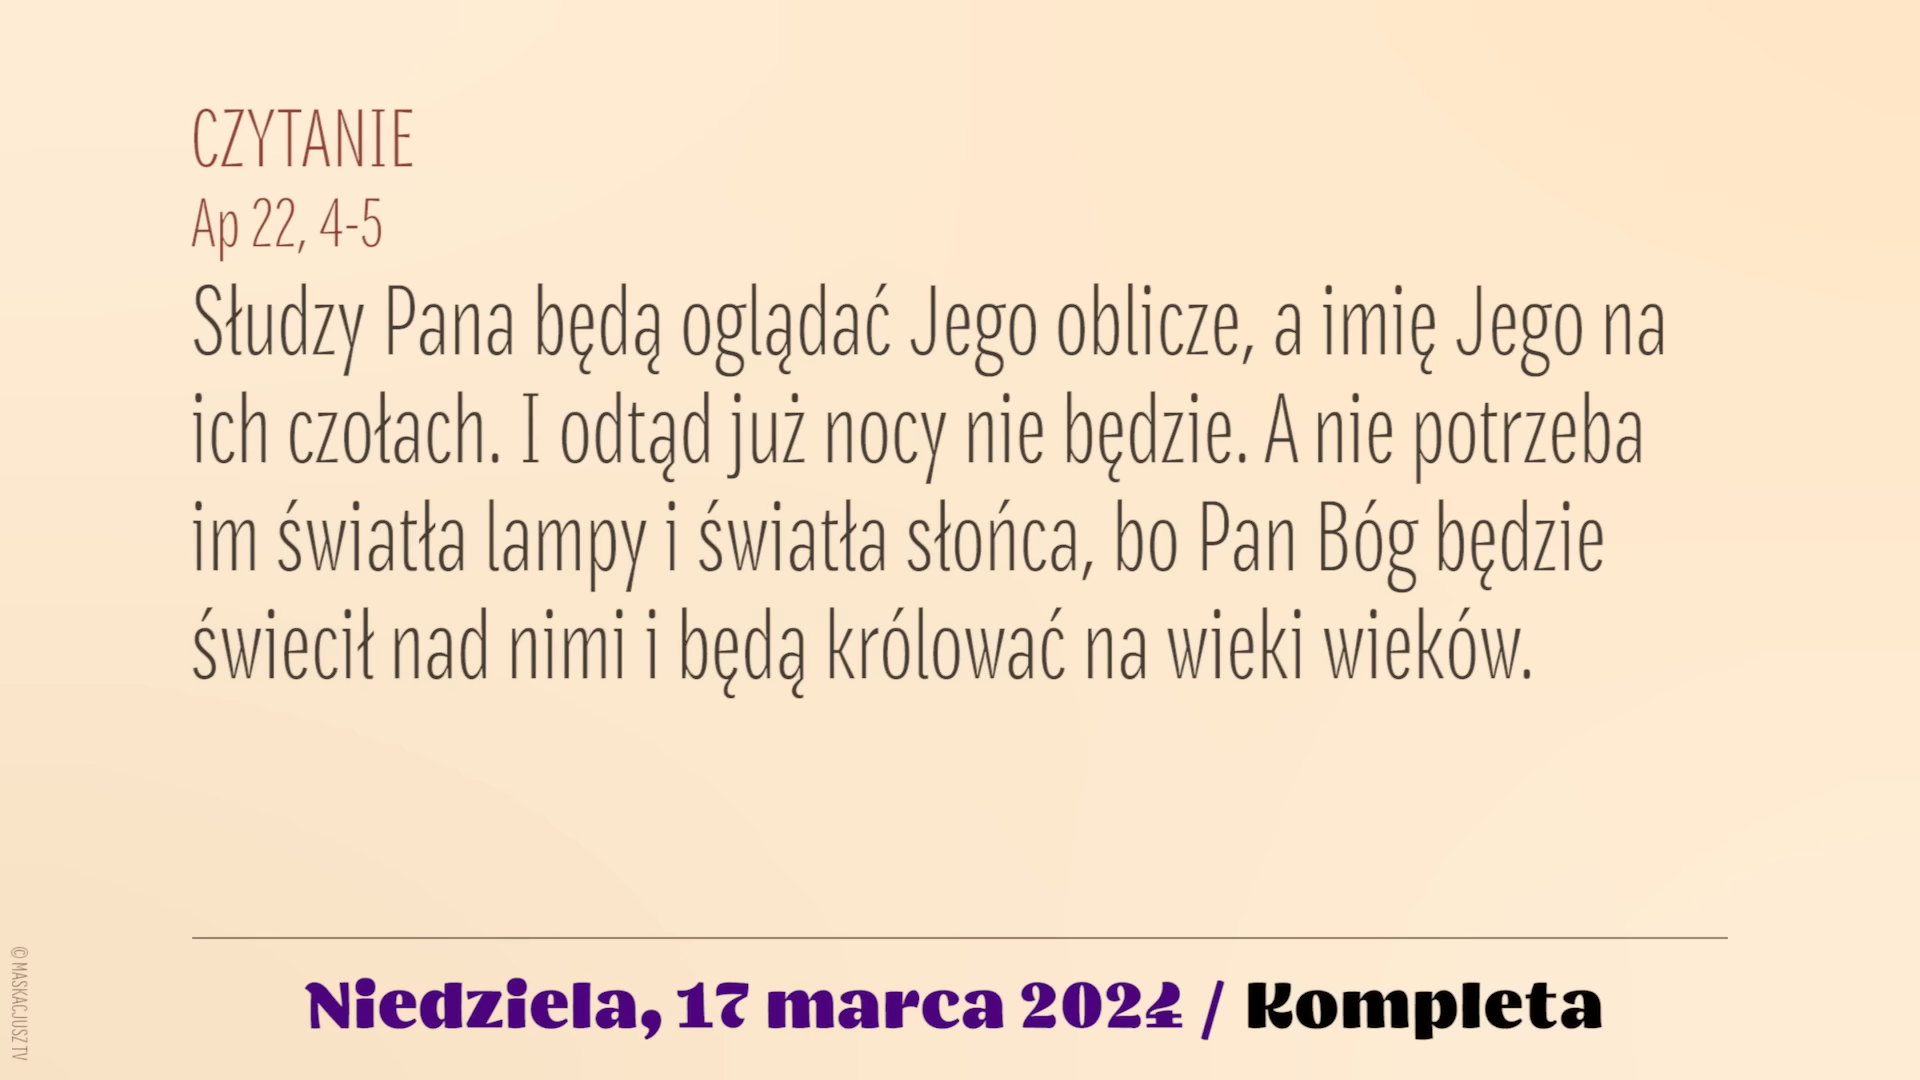 CZYTANIE
Ap 22, 4-5
Słudzy Pana będą oglądać Jego oblicze, a imię Jego na
ich czołach. I odtąd już nocy nie będzie. A nie potrzeba
im światła lampy i światła słońca, bo Pan Bóg będzie
świecił nad nimi i będą królować na wieki wieków.
Niedziela, 17 marca 2024 / Kompleta
© MASKACJUSZ TV